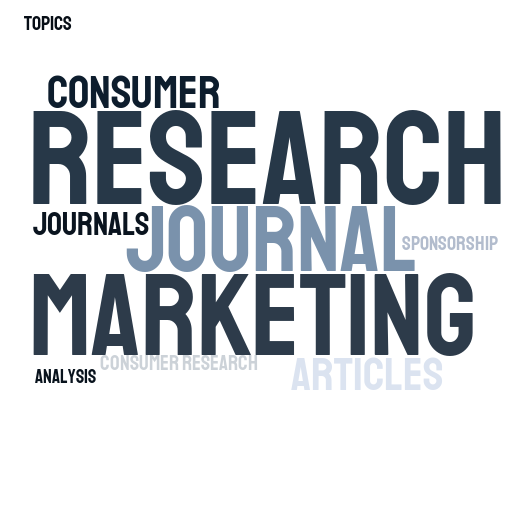 TOPICS
CONSUMER
RESEARCH
JOURNALS
JOURNAL
SPONSORSHIP
MARKETING
CONSUMER RESEARCH
ANALYSIS
ARTICLES